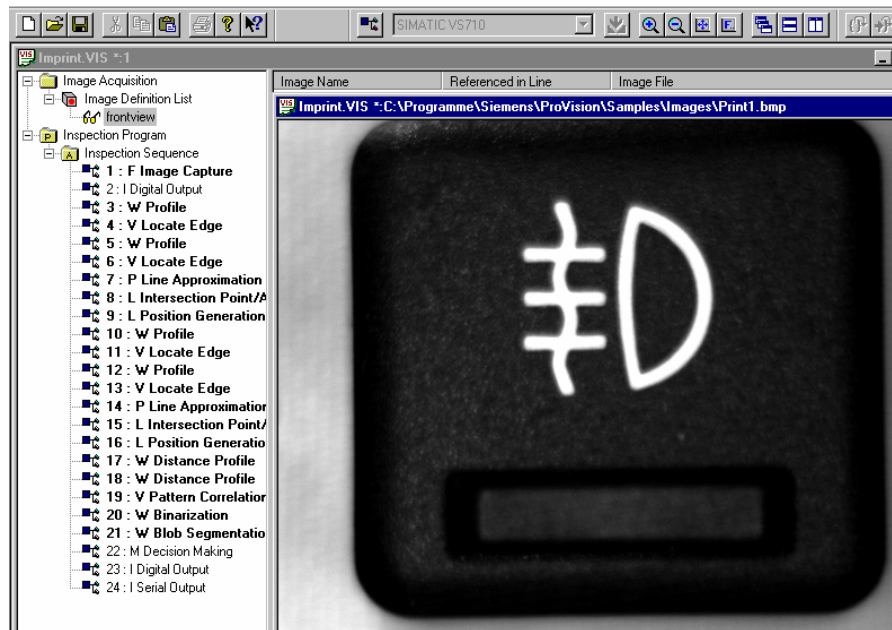 SIMATIC VS710
Imprint.VIS *:1
Image Acquisition
Image Definition List
frontview
Inspection Program
Inspection Sequence
1 : F Image Capture
2 : I Digital Output
3 : W Profile
4 : V Locate Edge
5 : W Profile
6 : V Locate Edge
7 : P Line Approximation
8 : L Intersection Point/A
9 : L Position Generation
10 : W Profile
11 : V Locate Edge
12 : W Profile
13 : V Locate Edge
14 : P Line Approximation
15 : L Intersection Point/
16 : L Position Generatio
17 : W Distance Profile
18 : W Distance Profile
19 : V Pattern Correlation
20 : W Binarization
21 : W Blob Segmentatio
22 : M Decision Making
23 : I Digital Output
24 : I Serial Output
Image Name Referenced in Line Image File
Imprint.VIS *:C:\Programme\Siemens\ProVision\Samples\Images\Print1.bmp